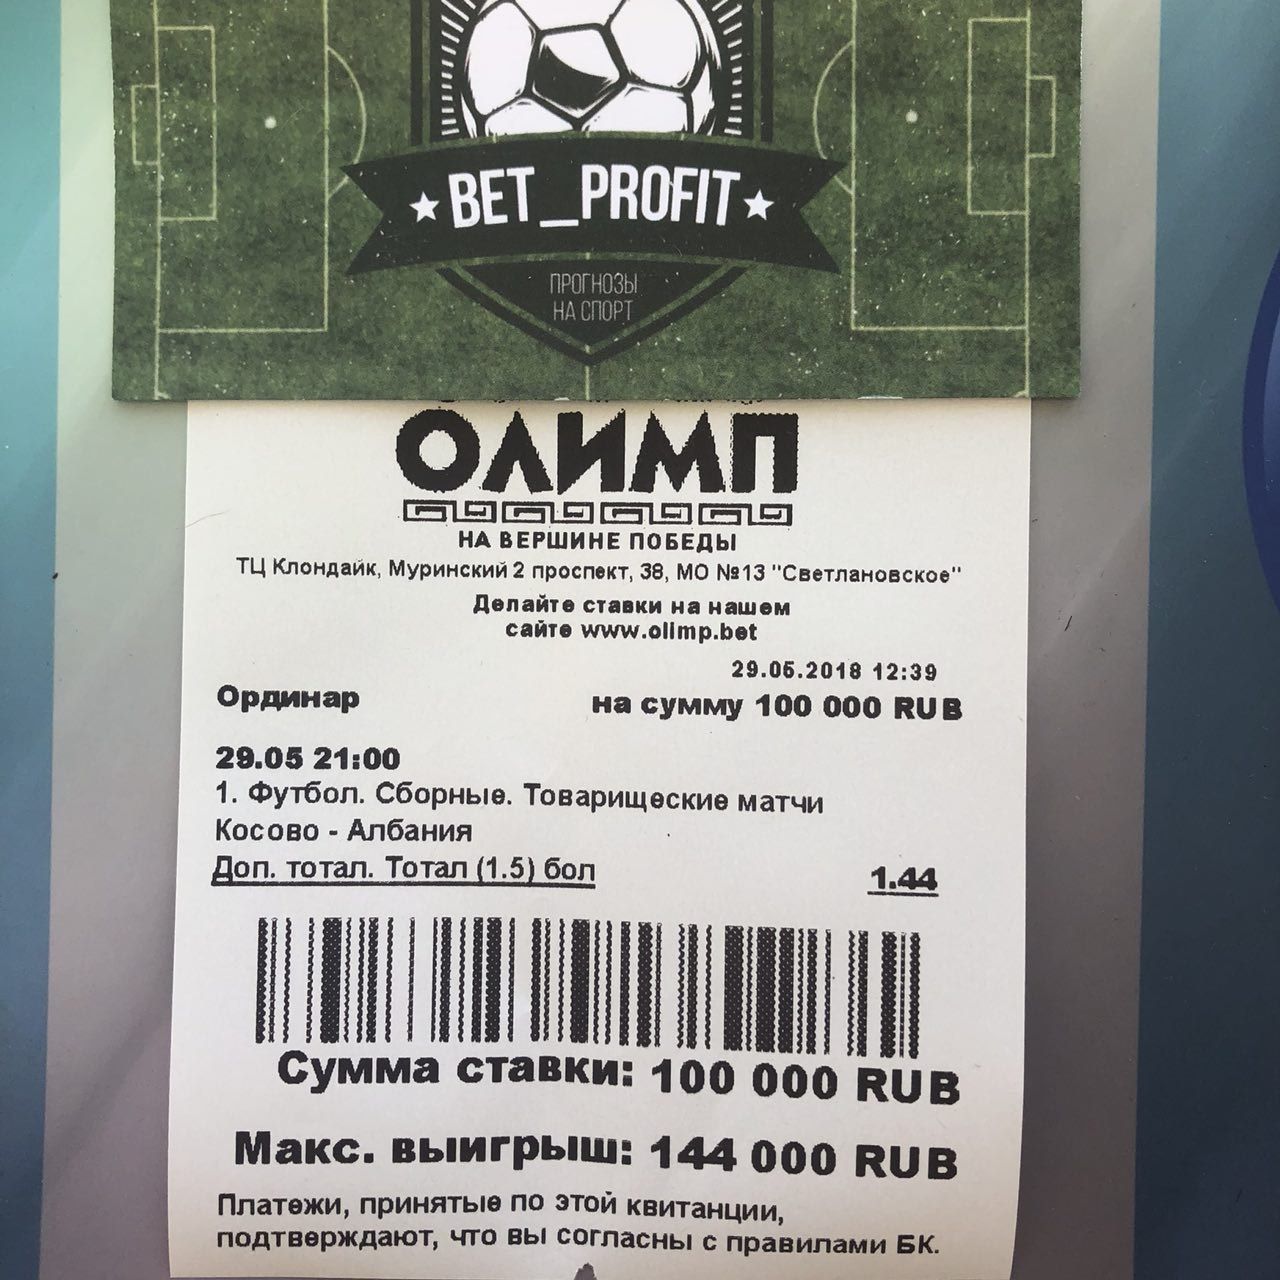 BET_PROFIT
ПРОГНОЗЫ
НА СПОРТ
ОЛИМП
НА ВЕРШИНЕ ПОБЕДЫ
ТЦ Клондайк, Муринский 2 проспект, 38, МО №13 "Светлановское"
Делайте ставки на нашем
сайте www.olimp.bet
29.05.2018 12:39
Ординар на сумму 100 000 RUB
29.05 21:00
1. Футбол. Сборные. Товарищеские матчи
Косово - Албания
Доп. тотал. Тотал (1.5) бол 1.44
Сумма ставки: 100 000 RUB
Макс. выигрыш: 144 000 RUB
Платежи, принятые по этой квитанции,
подтверждают, что вы согласны с правилами БК.